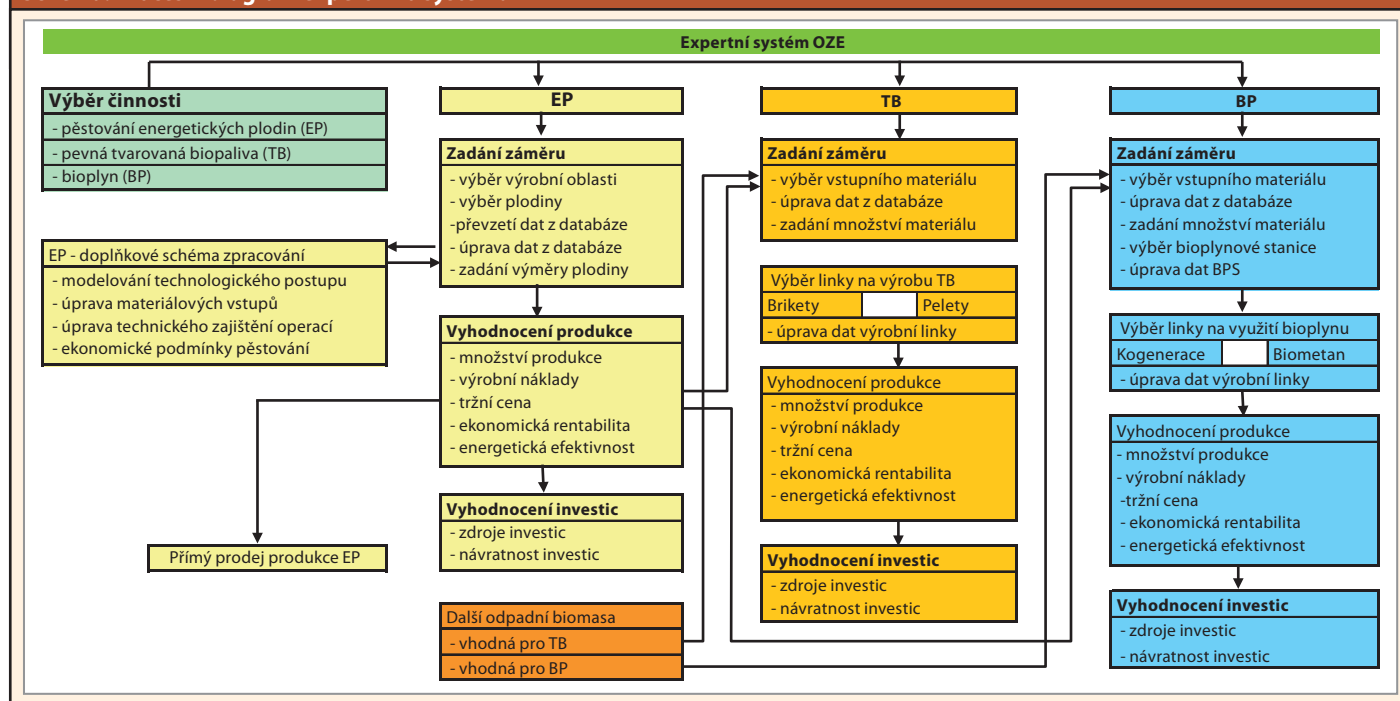 Expertní systém OZE
Výběr činnosti
- pěstování energetických plodin (EP)
- pevná tvarovaná biopaliva (TB)
- bioplyn (BP)
EP - doplňkové schéma zpracování
- modelování technologického postupu
- úprava materiálových vstupů
- úprava technického zajištění operací
- ekonomické podmínky pěstování
Přímý prodej produkce EP
EP
Zadání záměru
- výběr výrobní oblasti
- výběr plodiny
-převzetí dat z databáze
- úprava dat z databáze
- zadání výměry plodiny
Vyhodnocení produkce
- množství produkce
- výrobní náklady
- tržní cena
- ekonomická rentabilita
- energetická efektivnost
Vyhodnocení investic
- zdroje investic
- návratnost investic
Další odpadní biomasa
- vhodná pro TB
- vhodná pro BP
TB
Zadání záměru
- výběr vstupního materiálu
- úprava dat z databáze
- zadání množství materiálu
Výběr linky na výrobu TB
Brikety Pelety
- úprava dat výrobní linky
Vyhodnocení produkce
- množství produkce
- výrobní náklady
- tržní cena
- ekonomická rentabilita
- energetická efektivnost
Vyhodnocení investic
- zdroje investic
- návratnost investic
BP
Zadání záměru
- výběr vstupního materiálu
- úprava dat z databáze
- zadání množství materiálu
- výběr bioplynové stanice
- úprava dat BPS
Výběr linky na využití bioplynu
Kogenerace Biometan
- úprava dat výrobní linky
Vyhodnocení produkce
- množství produkce
- výrobní náklady
-tržní cena
- ekonomická rentabilita
- energetická efektivnost
Vyhodnocení investic
- zdroje investic
- návratnost investic